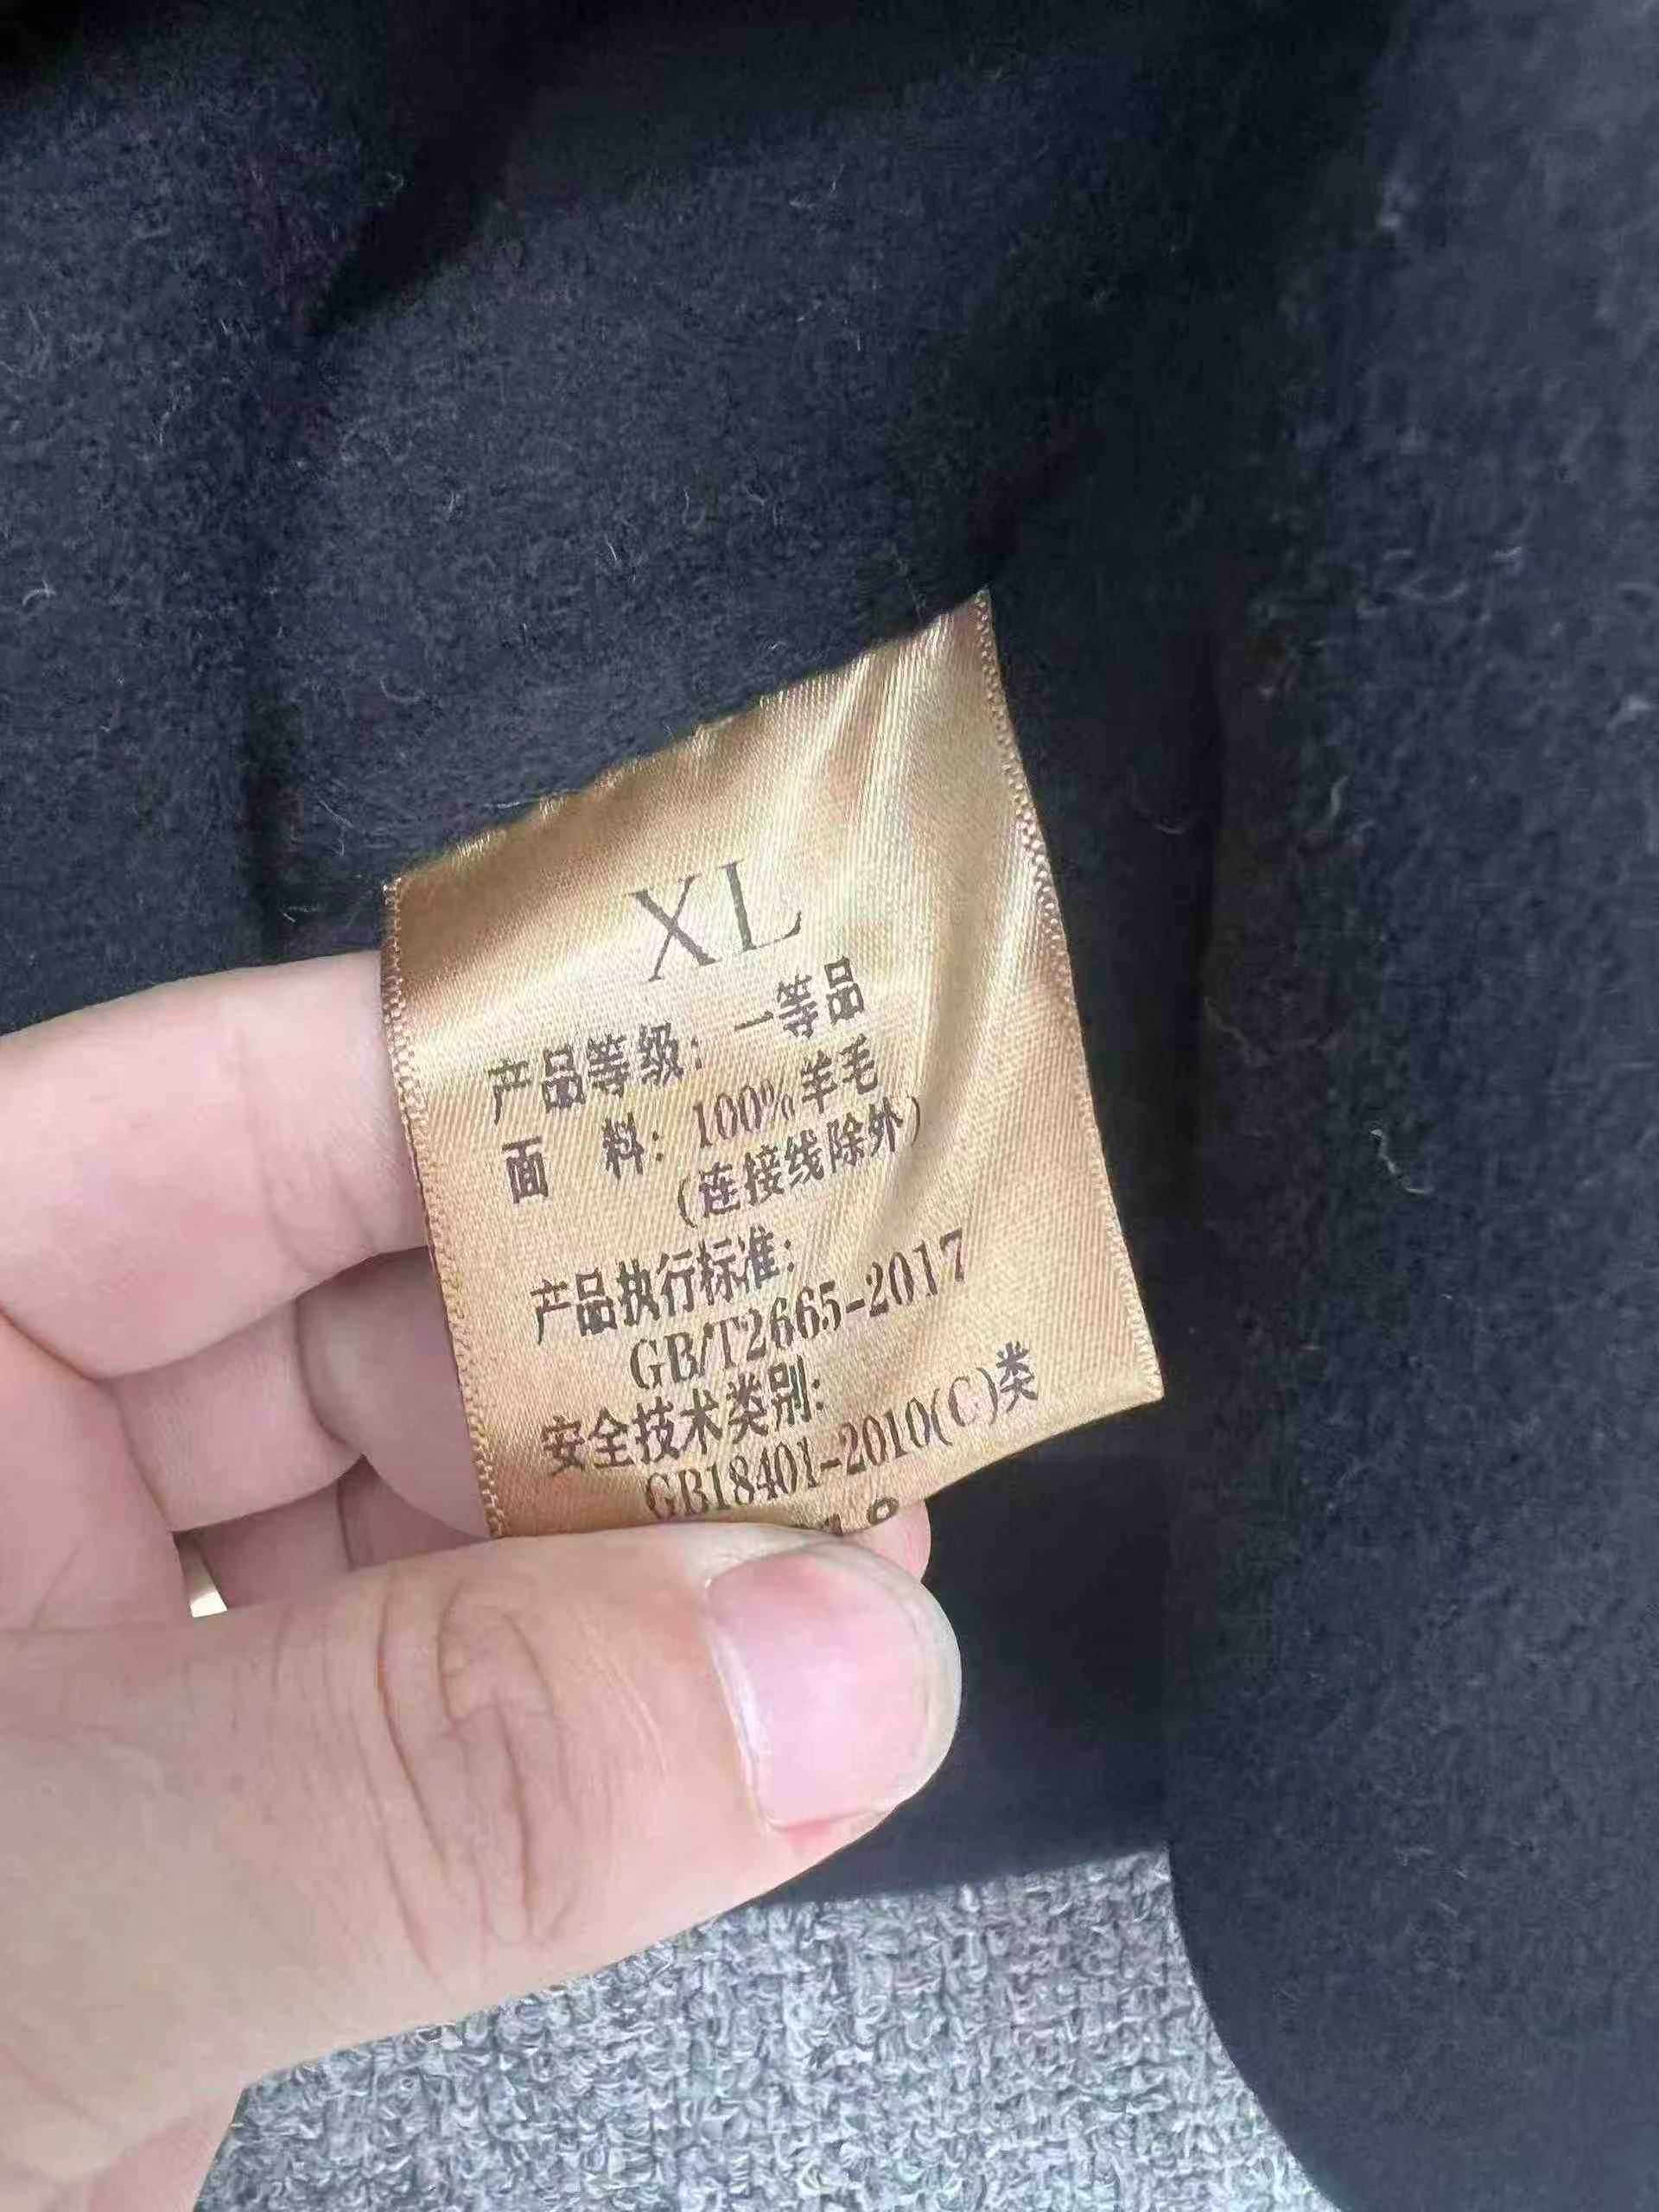 XL
产品等级：一等品
面 料：100%羊毛
(连接线除外)
产品执行标准：
GB/T2665-2017
安全技术类别：
GB18401-2010(C)类